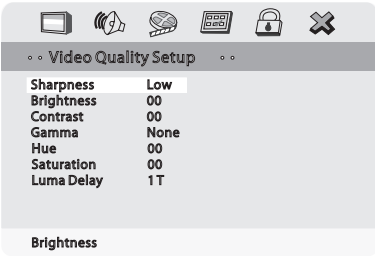 Video Quality Setup
Sharpness Low
Brightness 00
Contrast 00
Gamma None
Hue 00
Saturation 00
Luma Delay 1 T
Brightness